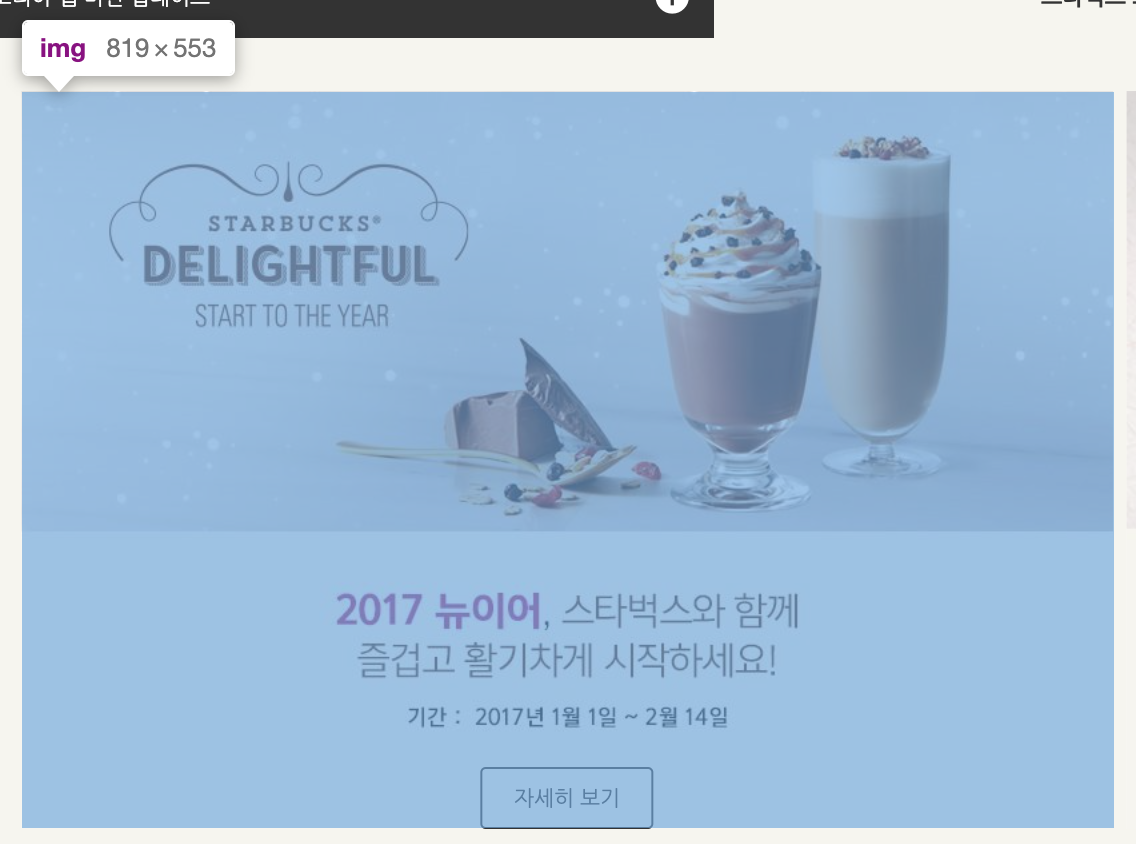 img 819 × 553
STARBUCKS®
DELIGHTFUL
START TO THE YEAR
2017 뉴이어, 스타벅스와 함께
즐겁고 활기차게 시작하세요!
기간 : 2017년 1월 1일 ~ 2월 14일
자세히 보기